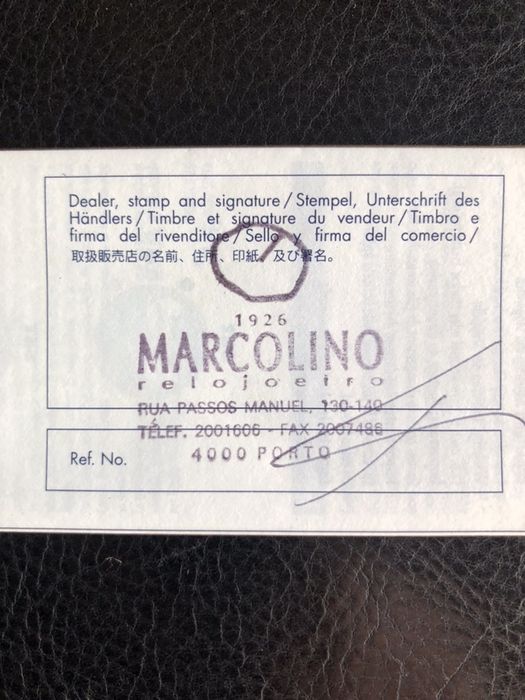 Dealer, stamp and signature / Stempel, Unterschrift des
Händlers / Timbre et signature du vendeur / Timbro e
firma del rivenditore / Sello y firma del comercio /
取扱販売店の名前、住所、印紙、及び署名。
1926
MARCOLINO
relojoeiro
RUA PASSOS MANUEL, 130-140
TÉLEF. 2001606 - FAX 2007486
4000 PORTO
Ref. No.